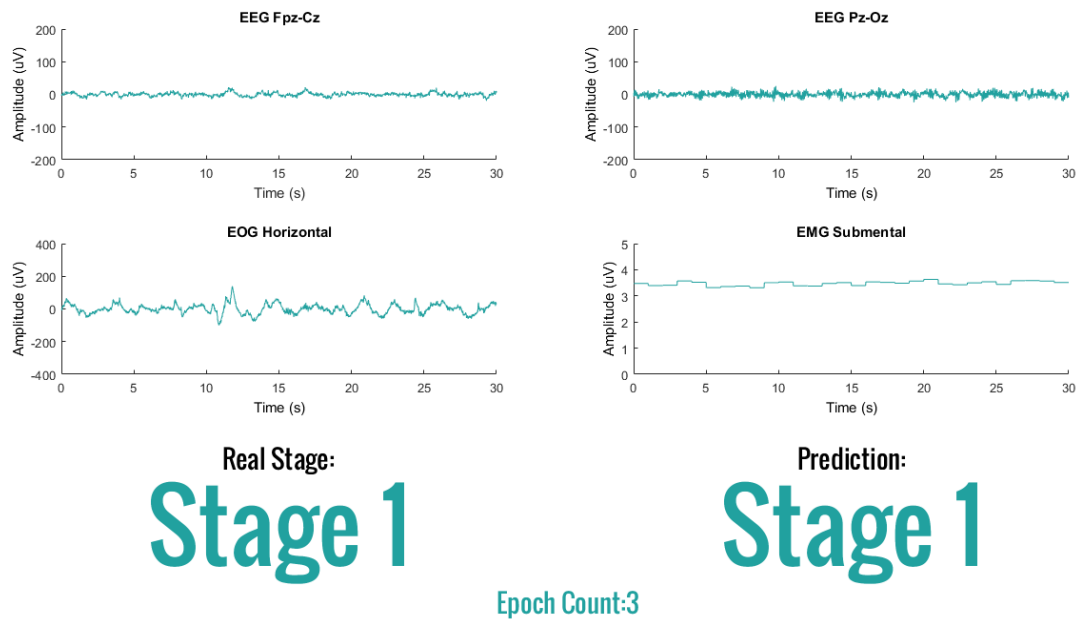 EEG Fpz-Cz
200
100
0
-100
-200
Amplitude (uV)
0 5 10 15 20 25 30
Time (s)
EEG Pz-Oz
200
100
0
-100
-200
Amplitude (uV)
0 5 10 15 20 25 30
Time (s)
EOG Horizontal
400
200
0
-200
-400
Amplitude (uV)
0 5 10 15 20 25 30
Time (s)
EMG Submental
5
4
3
2
1
0
Amplitude (uV)
0 5 10 15 20 25 30
Time (s)
Real Stage:
Stage 1
Prediction:
Stage 1
Epoch Count:3